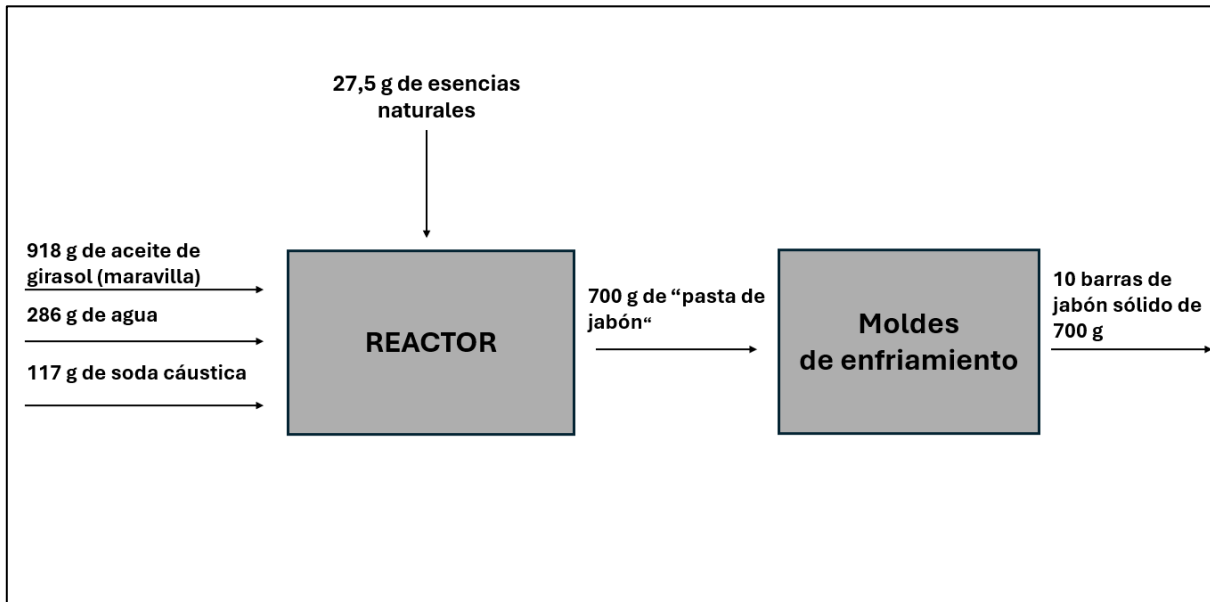 27,5 g de esencias
naturales
918 g de aceite de
girasol (maravilla)
286 g de agua
117 g de soda cáustica
REACTOR
700 g de “pasta de
jabón“
Moldes
de enfriamiento
10 barras de
jabón sólido de
700 g